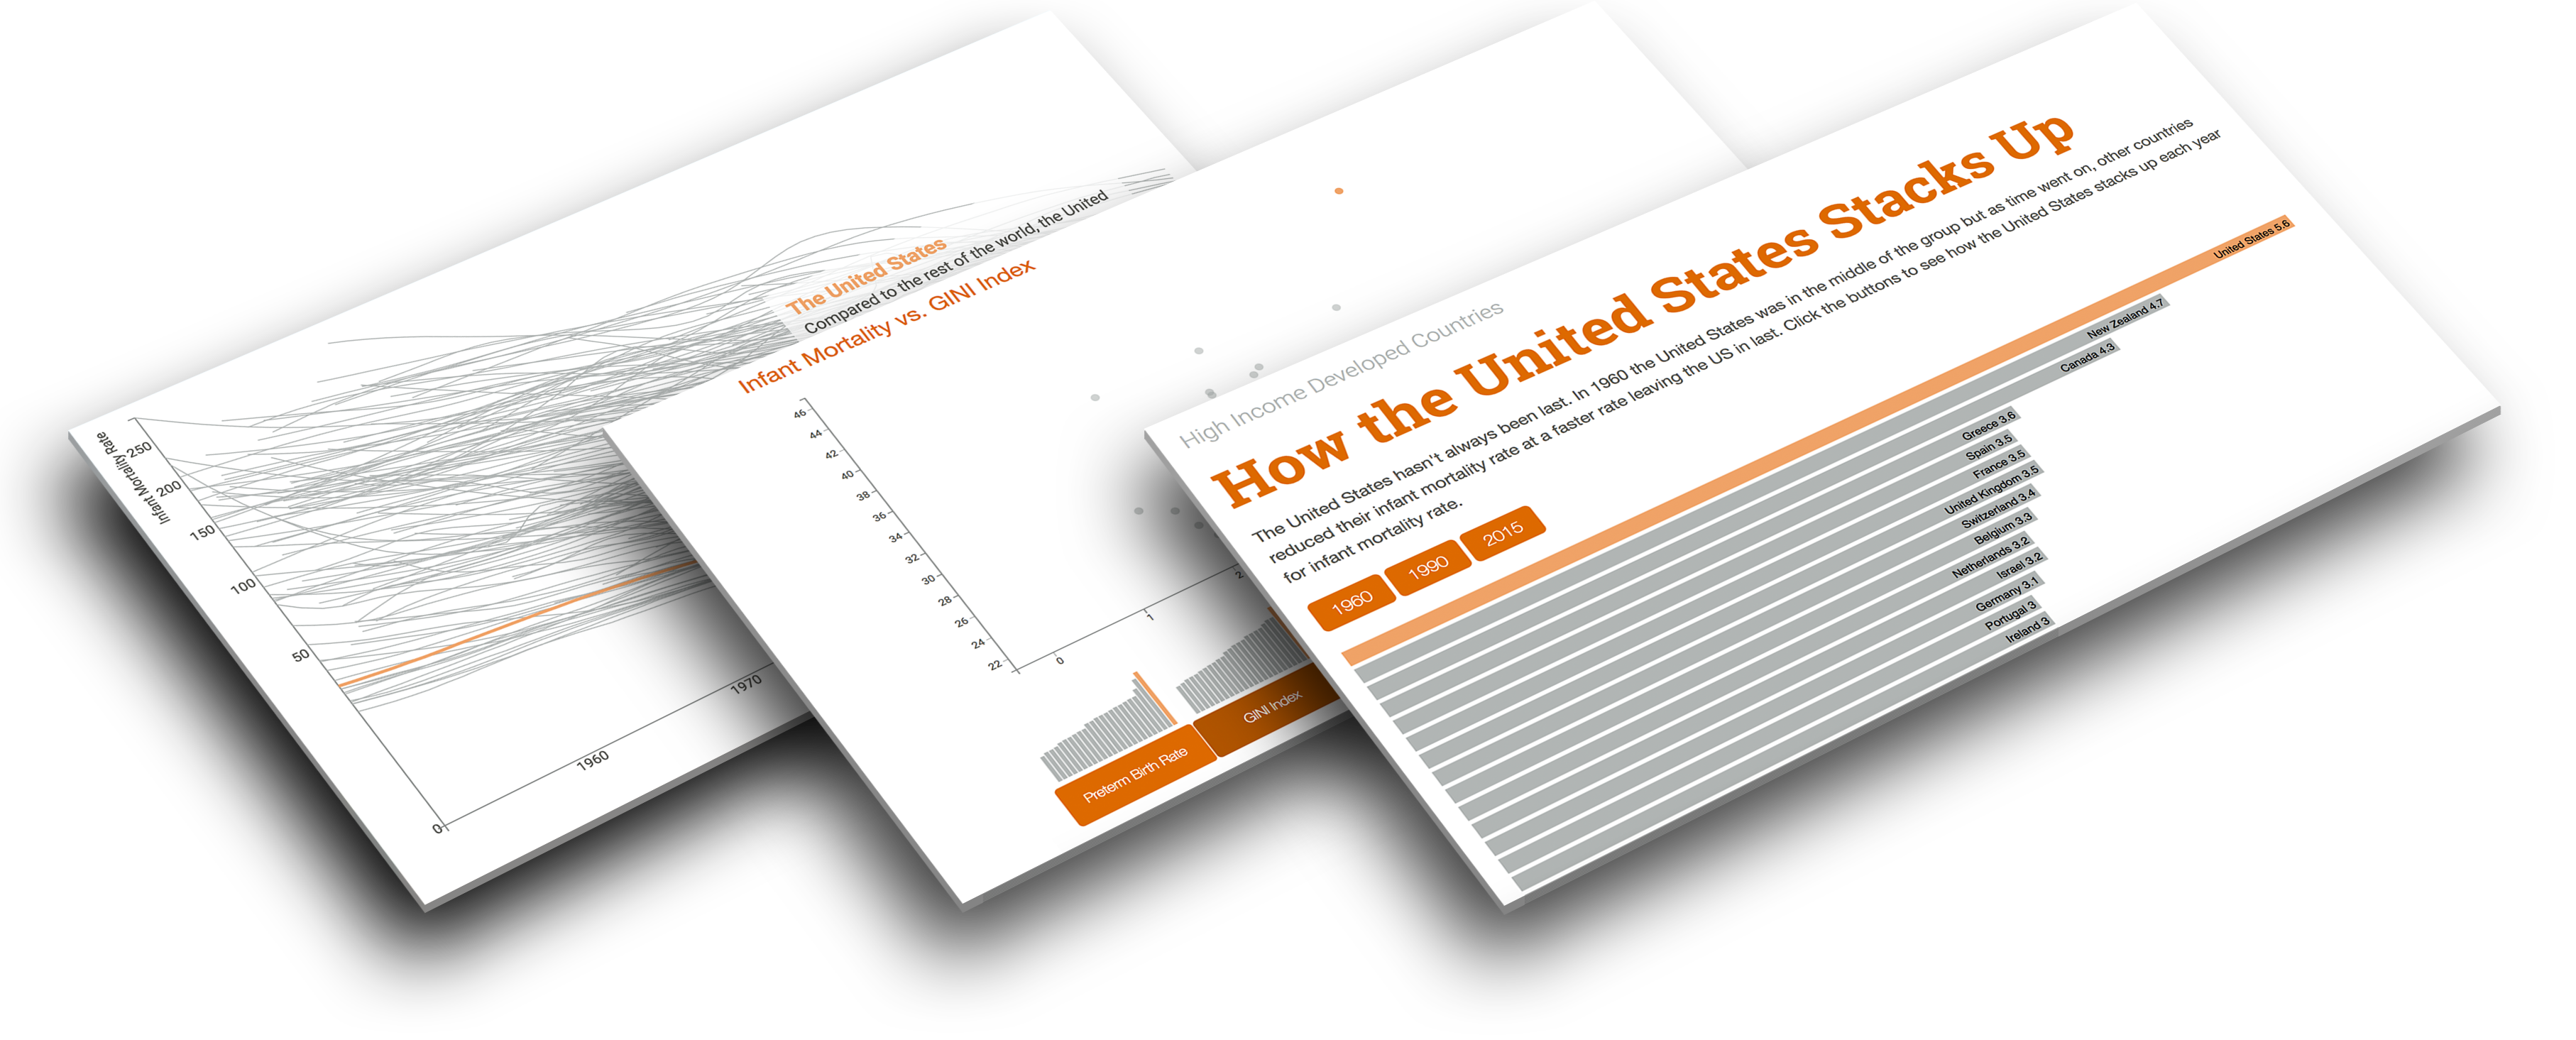 Infant Mortality Rate
250
200
150
100
50
0
1960
1970
The United States
Compared to the rest of the world, the United
Infant Mortality vs. GINI Index
46
44
42
40
38
36
34
32
30
28
26
24
22
0
1
2
Preterm Birth Rate
GINI Index
High Income Developed Countries
How the United States Stacks Up
The United States hasn't always been last. In 1960 the United States was in the middle of the group but as time went on, other countries
reduced their infant mortality rate at a faster rate leaving the US in last. Click the buttons to see how the United States stacks up each year
for infant mortality rate.
1960
1990
2015
United States 5.6
New Zealand 4.7
Canada 4.3
Greece 3.6
Spain 3.5
France 3.5
United Kingdom 3.5
Switzerland 3.4
Belgium 3.3
Netherlands 3.2
Israel 3.2
Germany 3.1
Portugal 3
Ireland 3